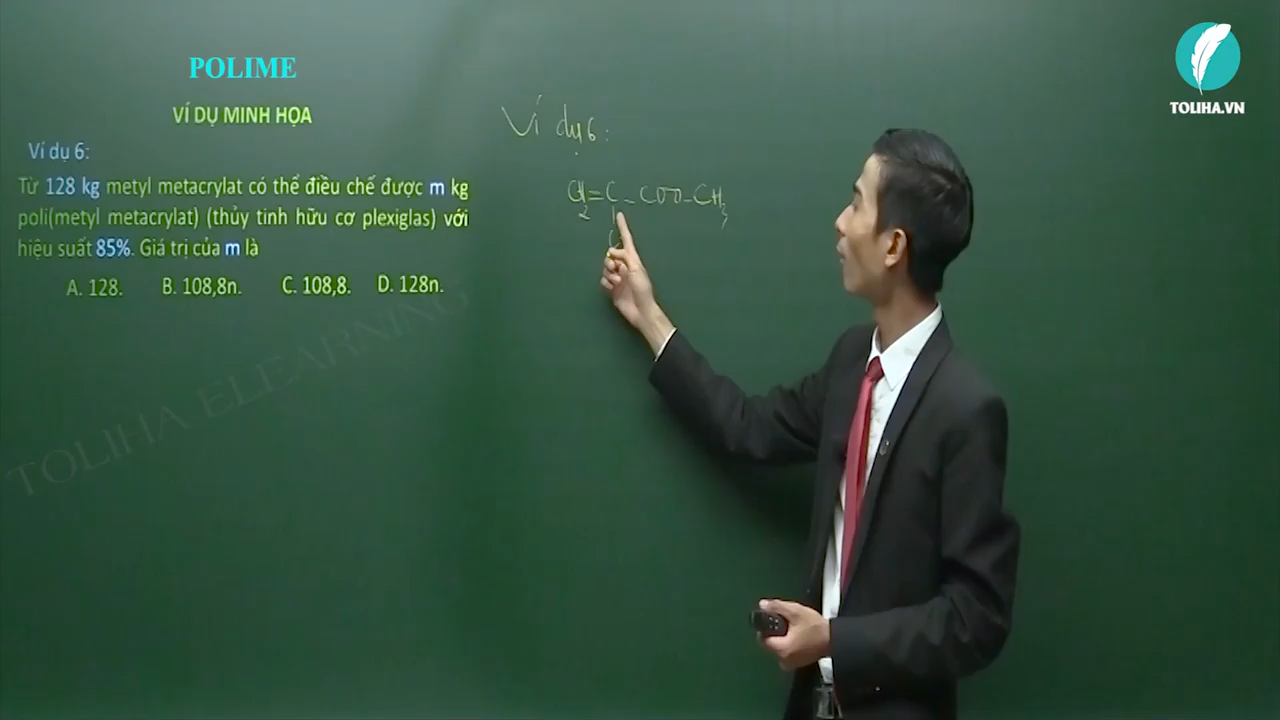 POLIME
VÍ DỤ MINH HỌA
Ví dụ 6:
Từ 128 kg metyl metacrylat có thể điều chế được m kg
poli(metyl metacrylat) (thủy tinh hữu cơ plexiglas) với
hiệu suất 85%. Giá trị của m là
A. 128. B. 108,8n. C. 108,8. D. 128n.
Ví dụ 6:
CH2=C-COO-CH3
C
TOLIHA.VN
TOLIHA ELEARNING